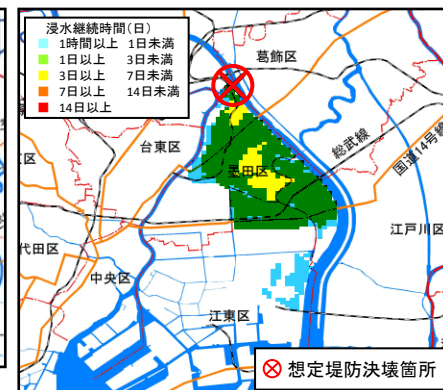 浸水継続時間(日)
1時間以上 1日未満
1日以上 3日未満
3日以上 7日未満
7日以上 14日未満
14日以上
葛飾区
台東区
総武線
国道14号線
墨田区
江戸川区
代田区
中央区
江東区
想定堤防決壊箇所